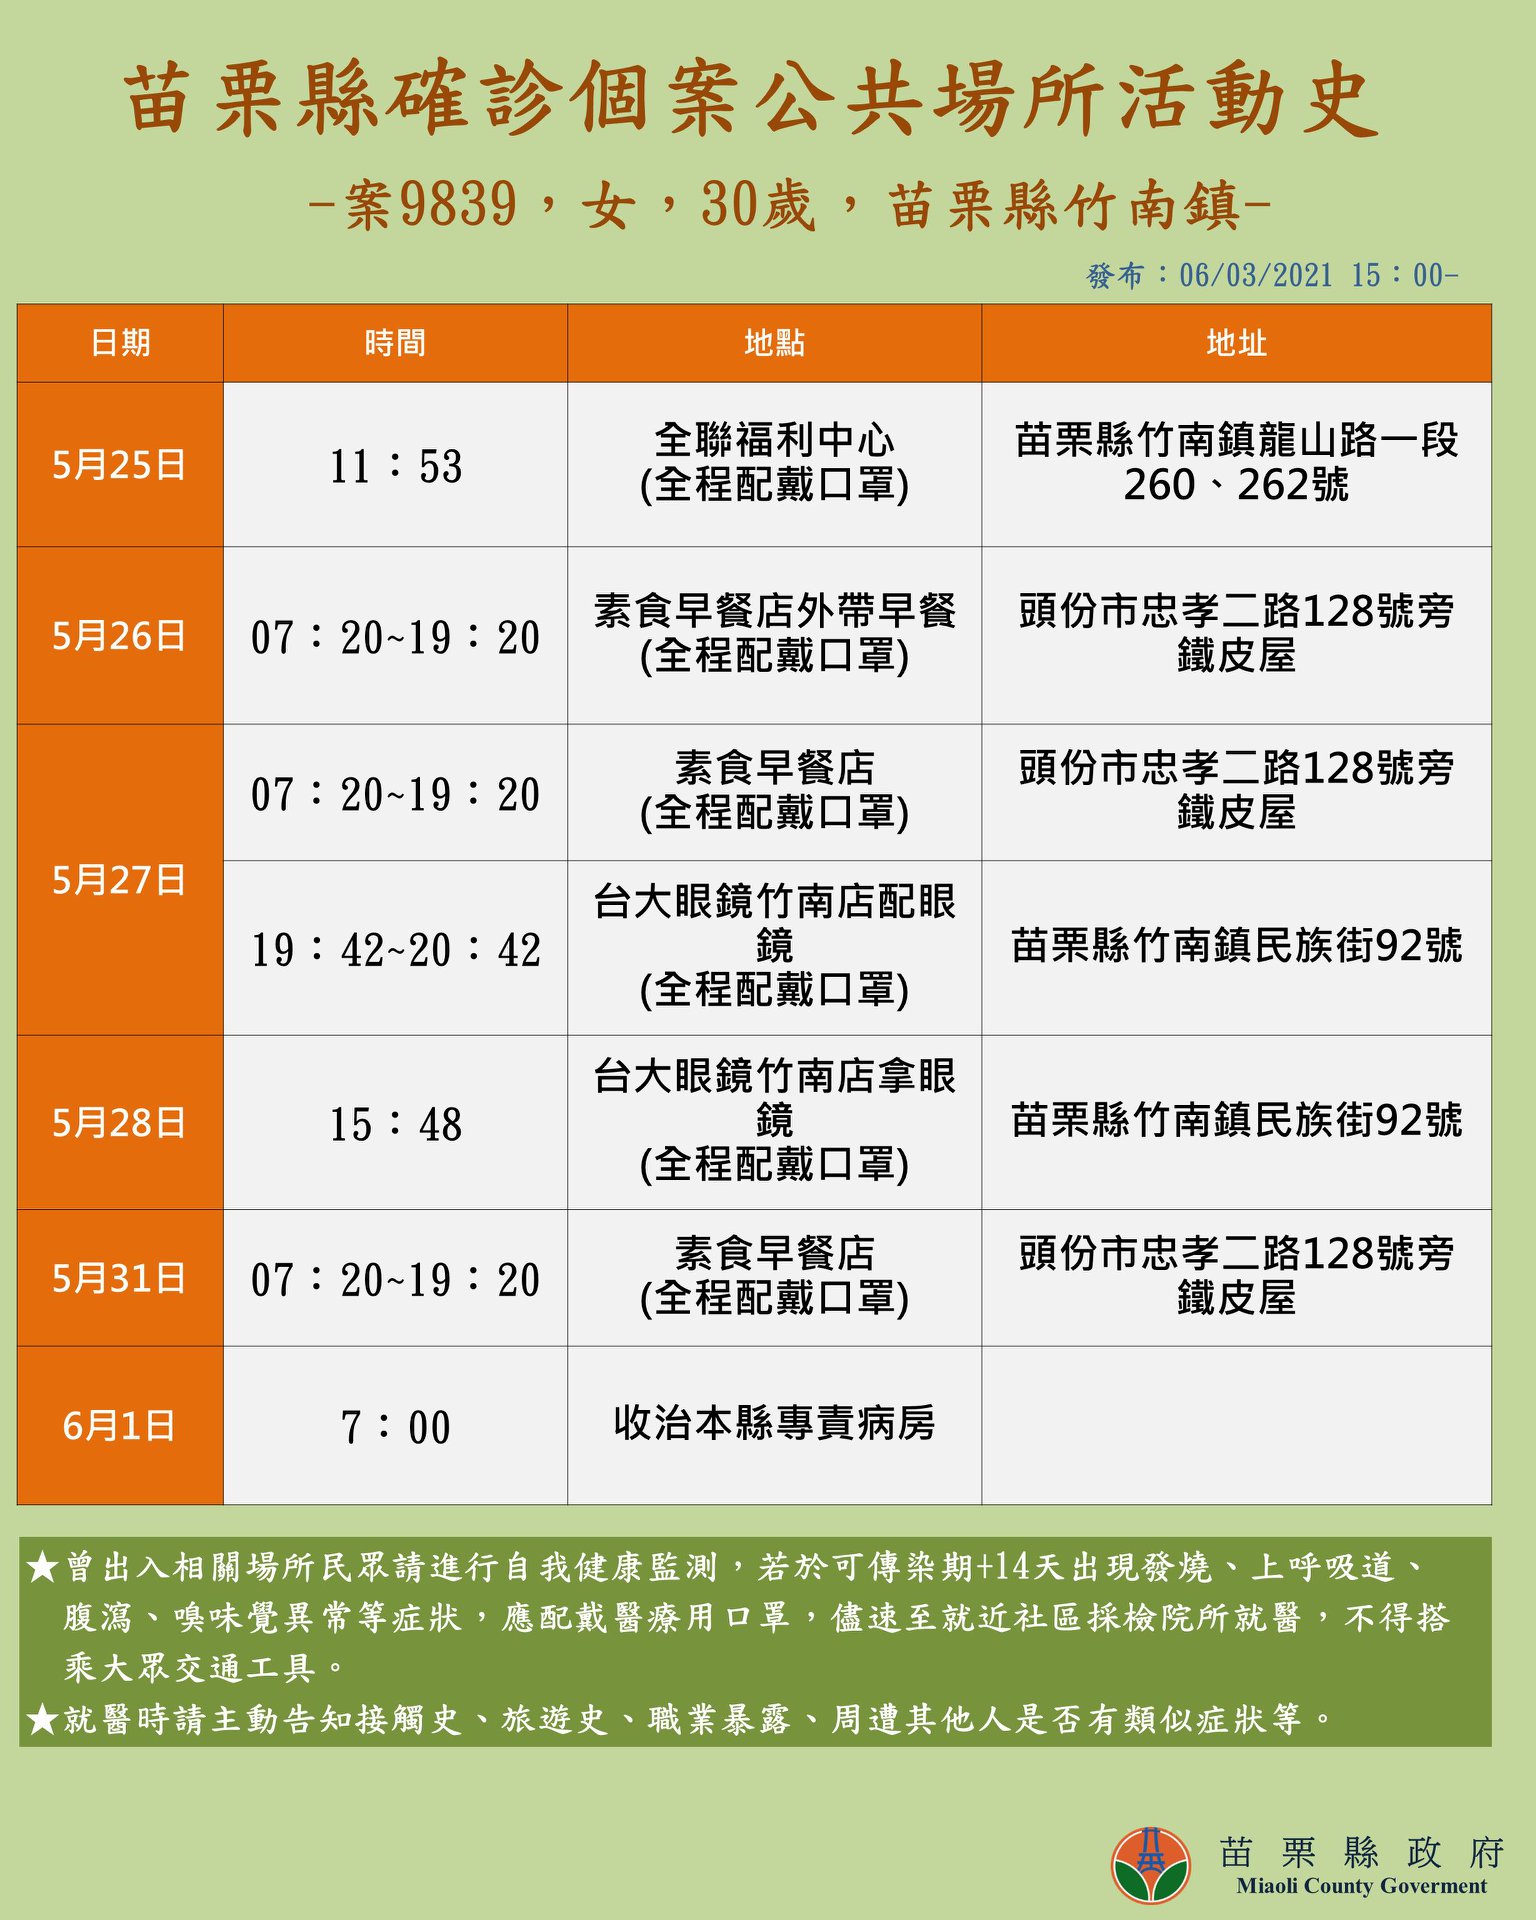 苗栗縣確診個案公共場所活動史
-案9839，女，30歲，苗栗縣竹南鎮-
發布：06/03/2021 15：00-
日期
時間
地點
地址
5月25日
11：53
全聯福利中心
(全程配戴口罩)
苗栗縣竹南鎮龍山路一段
260、262號
5月26日
07：20~19：20
素食早餐店外帶早餐
(全程配戴口罩)
頭份市忠孝二路128號旁
鐵皮屋
5月27日
07：20~19：20
素食早餐店
(全程配戴口罩)
頭份市忠孝二路128號旁
鐵皮屋
19：42~20：42
台大眼鏡竹南店配眼
鏡
(全程配戴口罩)
苗栗縣竹南鎮民族街92號
5月28日
15：48
台大眼鏡竹南店拿眼
鏡
(全程配戴口罩)
苗栗縣竹南鎮民族街92號
5月31日
07：20~19：20
素食早餐店
(全程配戴口罩)
頭份市忠孝二路128號旁
鐵皮屋
6月1日
7：00
收治本縣專責病房
★曾出入相關場所民眾請進行自我健康監測，若於可傳染期+14天出現發燒、上呼吸道、
腹瀉、嗅味覺異常等症狀，應配戴醫療用口罩，儘速至就近社區採檢院所就醫，不得搭
乘大眾交通工具。
★就醫時請主動告知接觸史、旅遊史、職業暴露、周遭其他人是否有類似症狀等。
苗栗縣政府
Miaoli County Goverment